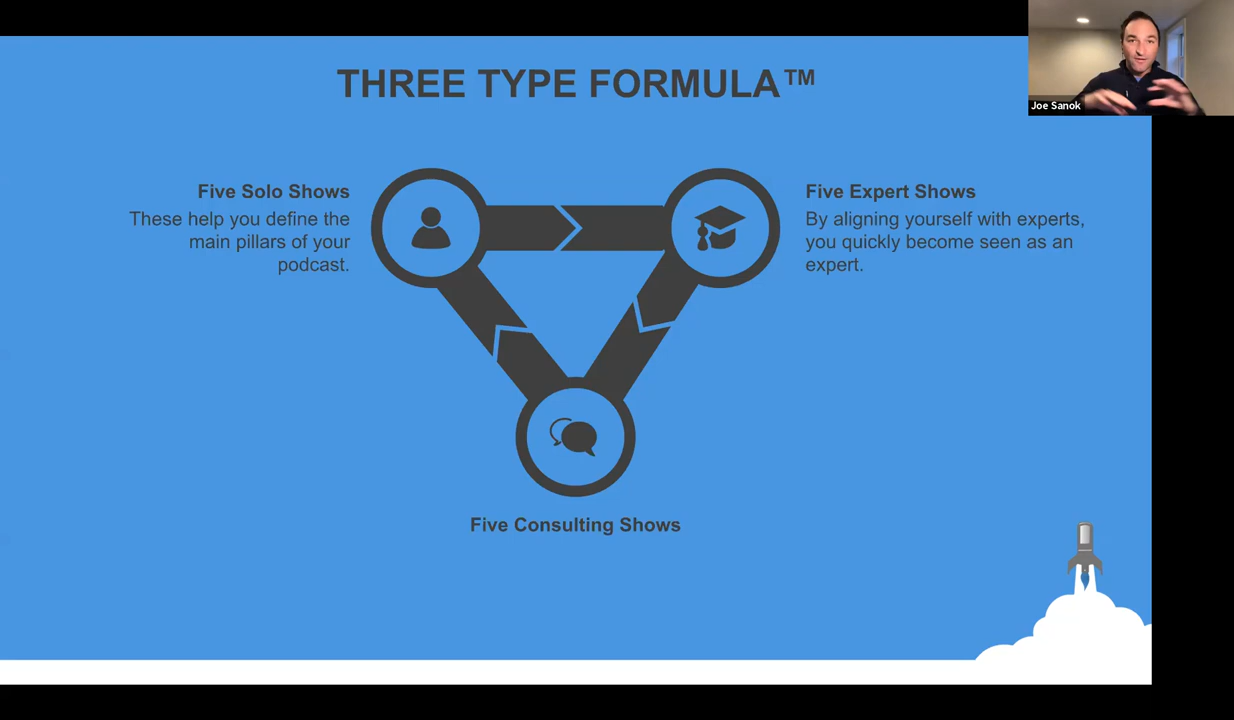 THREE TYPE FORMULA™
Joe Sanok
Five Solo Shows
These help you define the
main pillars of your
podcast.
Five Expert Shows
By aligning yourself with experts,
you quickly become seen as an
expert.
Five Consulting Shows